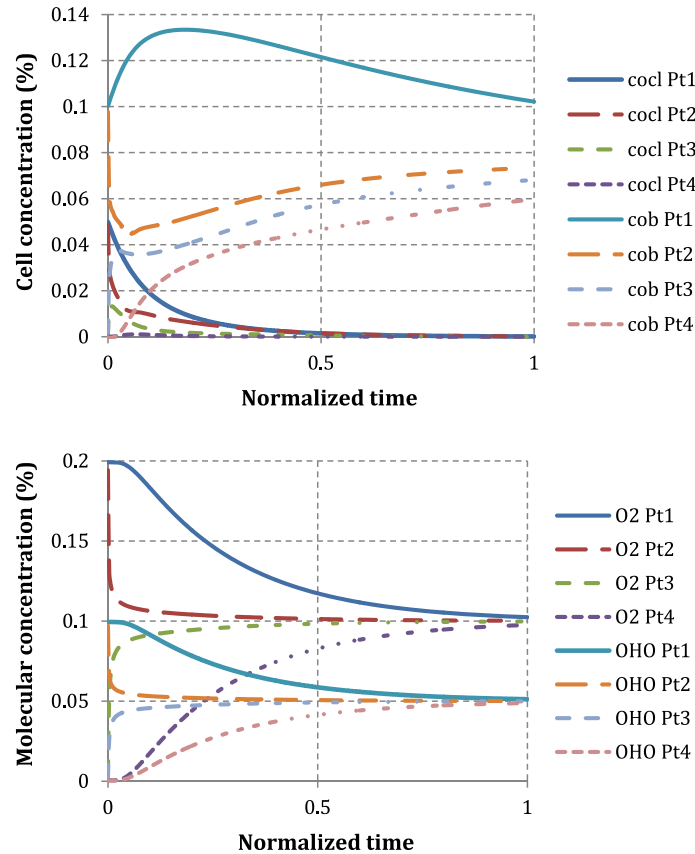 Cell concentration (%)
0.14
0.12
0.1
0.08
0.06
0.04
0.02
0
0
0.5
1
Normalized time
cocl Pt1
cocl Pt2
cocl Pt3
cocl Pt4
cob Pt1
cob Pt2
cob Pt3
cob Pt4
Molecular concentration (%)
0.2
0.15
0.1
0.05
0
0
0.5
1
Normalized time
O2 Pt1
O2 Pt2
O2 Pt3
O2 Pt4
OHO Pt1
OHO Pt2
OHO Pt3
OHO Pt4